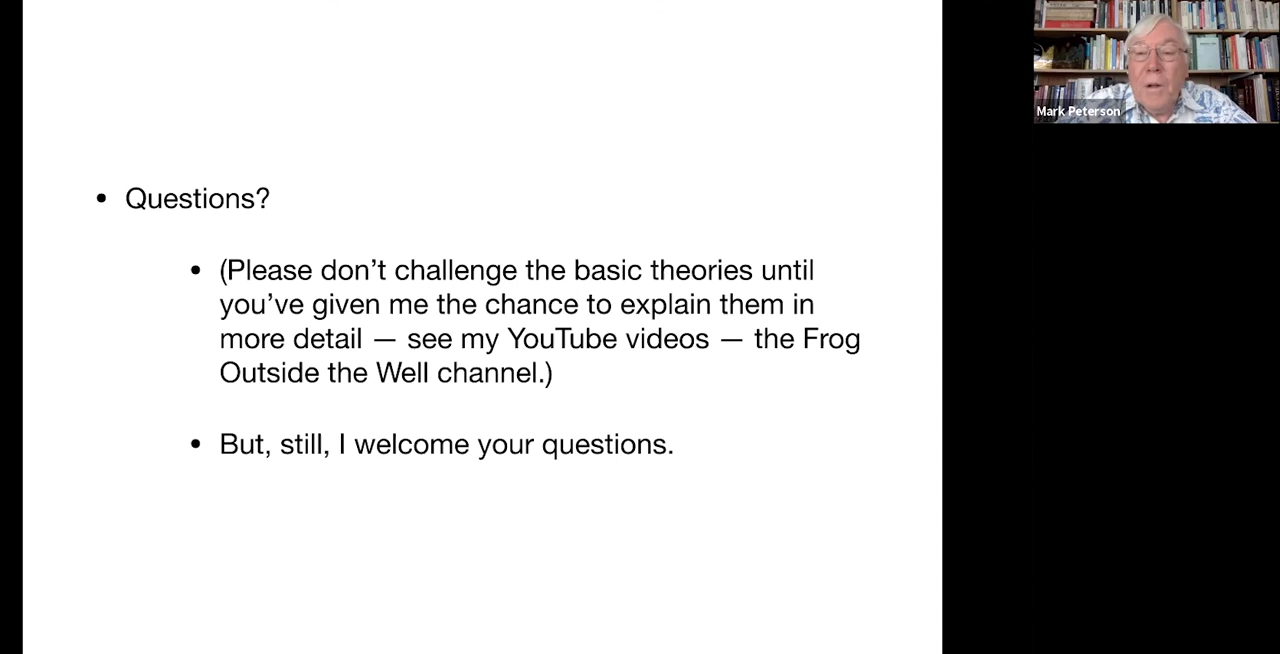 • Questions?
• (Please don’t challenge the basic theories until
you’ve given me the chance to explain them in
more detail — see my YouTube videos — the Frog
Outside the Well channel.)
• But, still, I welcome your questions.
Mark Peterson